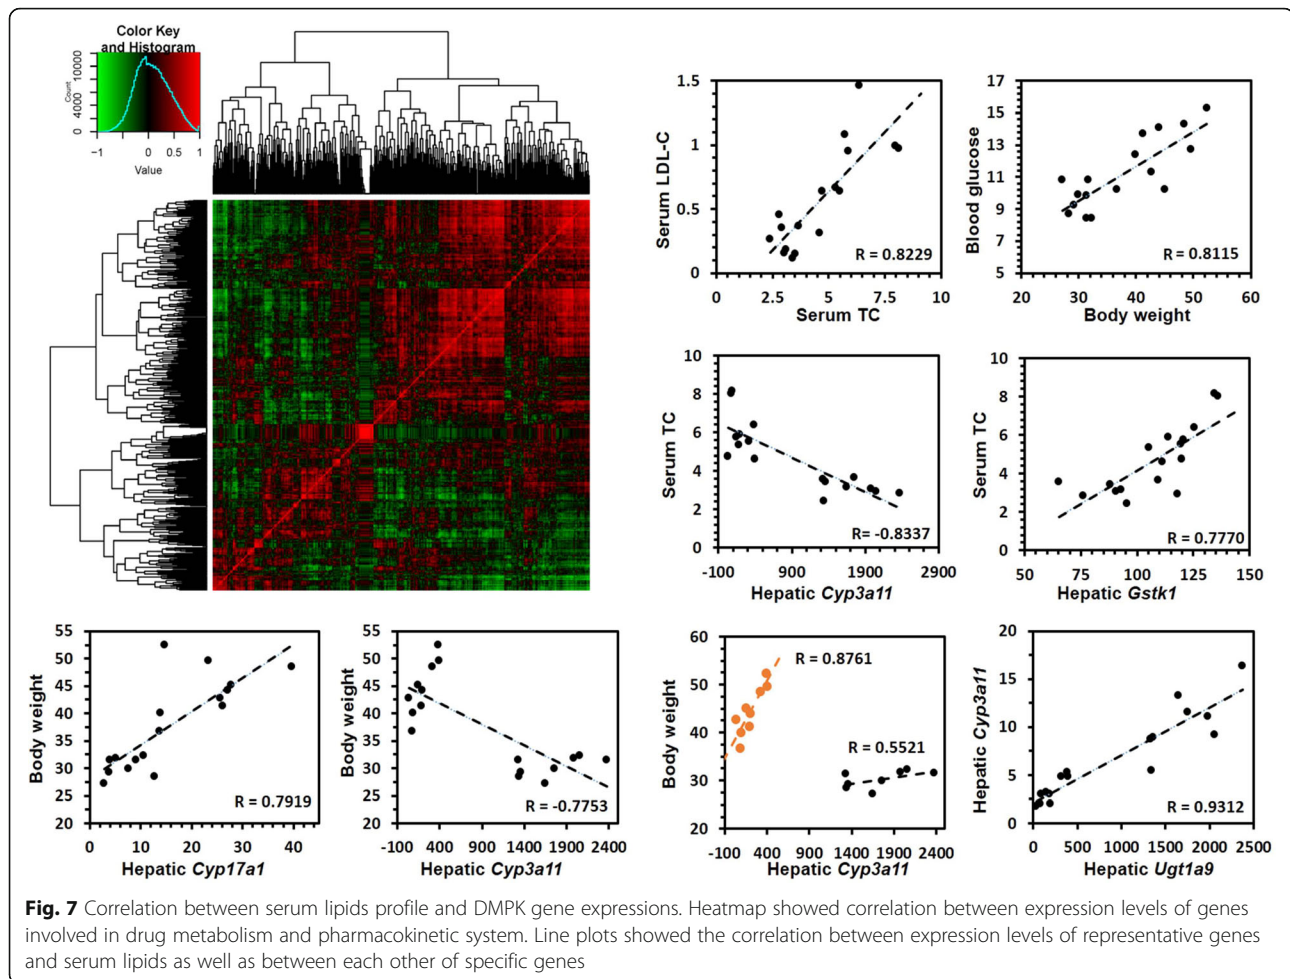 Color Key
and Histogram
Count
0 4000 10000
−1 0 0.5 1
Value
Serum LDL-C
1.5
1
0.5
0
2.5 5 7.5 10
Serum TC
R = 0.8229
Blood glucose
17
15
13
11
9
7
5
20 30 40 50 60
Body weight
R = 0.8115
Serum TC
10
8
6
4
2
0
-100 900 1900 2900
Hepatic Cyp3a11
R= -0.8337
Serum TC
10
8
6
4
2
0
50 75 100 125 150
Hepatic Gstk1
R = 0.7770
Body weight
55
50
45
40
35
30
25
20
0 10 20 30 40
Hepatic Cyp17a1
R = 0.7919
Body weight
55
50
45
40
35
30
25
20
-100 400 900 1400 1900 2400
Hepatic Cyp3a11
R = -0.7753
Body weight
60
50
40
30
20
-100 400 900 1400 1900 2400
Hepatic Cyp3a11
R = 0.8761
R = 0.5521
Hepatic Cyp3a11
20
15
10
5
0
0 500 1000 1500 2000 2500
Hepatic Ugt1a9
R = 0.9312
Fig. 7 Correlation between serum lipids profile and DMPK gene expressions. Heatmap showed correlation between expression levels of genes
involved in drug metabolism and pharmacokinetic system. Line plots showed the correlation between expression levels of representative genes
and serum lipids as well as between each other of specific genes